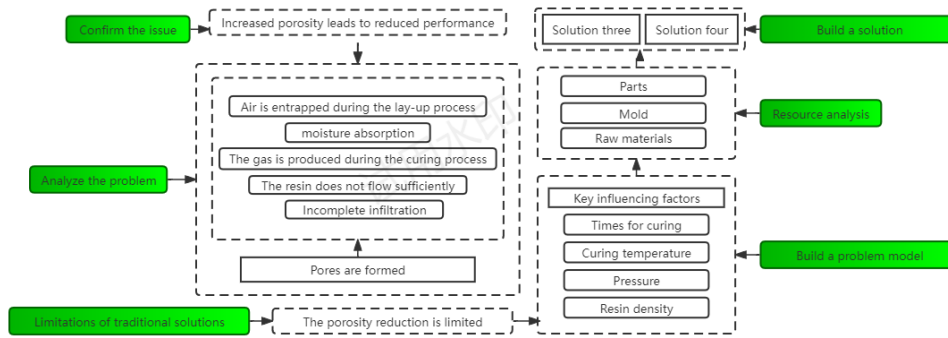 Confirm the issue
Increased porosity leads to reduced performance
Analyze the problem
Air is entrapped during the lay-up process
moisture absorption
The gas is produced during the curing process
The resin does not flow sufficiently
Incomplete infiltration
Pores are formed
Limitations of traditional solutions
The porosity reduction is limited
Solution three
Solution four
Build a solution
Parts
Mold
Raw materials
Resource analysis
Key influencing factors
Times for curing
Curing temperature
Pressure
Resin density
Build a problem model